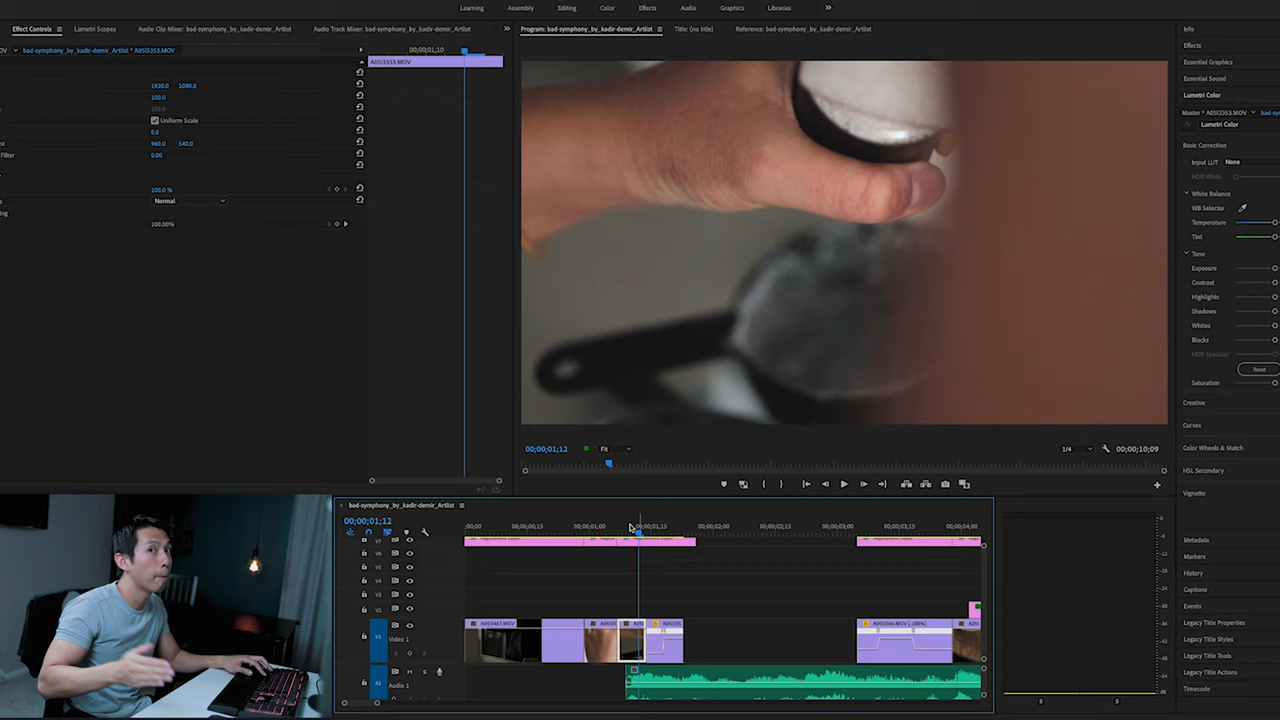 Learning Assembly Editing Color Effects Audio Graphics Libraries
Effect Controls Lumetri Scopes Audio Clip Mixer: bad-symphony_by_kadir-demir_Artlist Audio Track Mixer: bad-symphony_by_kadir-demir_Artlist
Program: bad-symphony_by_kadir-demir_Artlist Title: (no title) Reference: bad-symphony_by_kadir-demir_Artlist
OV bad-symphony_by_kadir-demir_Artlist * A05I3353.MOV
00;00;01;10
A05I3353.MOV
1920.0 1080.0
100.0
100.0
Uniform Scale
0.0
960.0 540.0
Filter 0.00
100.0 %
Normal
100.00%
00;00;01;12 Fit 1/4 00;00;10;09
Info
Effects
Essential Graphics
Essential Sound
Lumetri Color
Master * A05I3353.MOV
Lumetri Color
Basic Correction
Input LUT None
HDR White
White Balance
WB Selector
Temperature
Tint
Tone
Exposure
Contrast
Highlights
Shadows
Whites
Blacks
HDR Specular
Reset
Saturation
Creative
Curves
Color Wheels & Match
HSL Secondary
Vignette
Metadata
Markers
History
Captions
Events
Legacy Title Properties
Legacy Title Styles
Legacy Title Tools
Legacy Title Actions
Timecode
bad-symphony_by_kadir-demir_Artlist
00;00;01;12
;00;00 00;00;00;15 00;00;01;00 00;00;01;15 00;00;02;00 00;00;02;15 00;00;03;00 00;00;03;15 00;00;04;00
V7
V6
V5
V4
V3
V2
V1 Video 1
A05I3467.MOV A05I3 A05I A05I335 A05I3366.MOV [100%] A05I
A1 M S
Audio 1